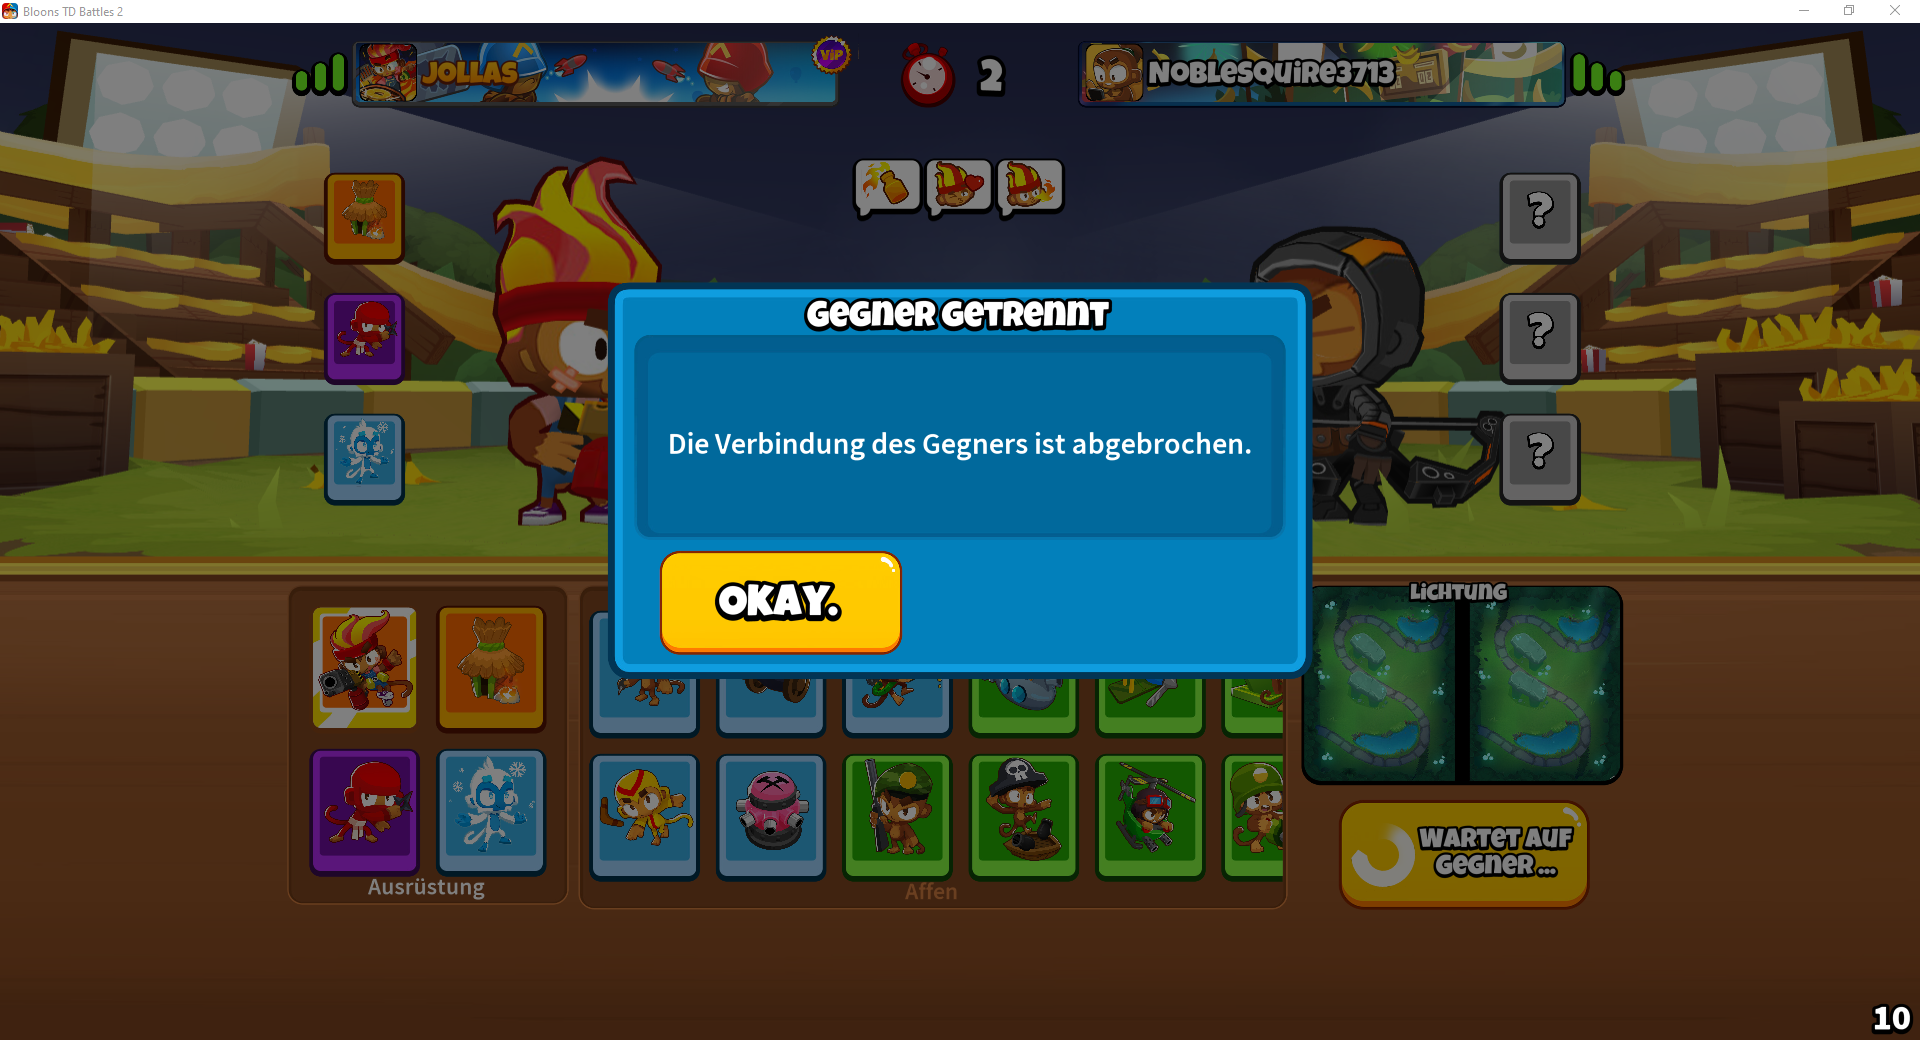 Bloons TD Battles 2
JOLLAS
VIP
2
NOBLESQUIRE3713
?
?
?
GEGNER GETRENNT
Die Verbindung des Gegners ist abgebrochen.
OKAY.
LICHTUNG
WARTET AUF
GEGNER ...
Ausrüstung
Affen
10